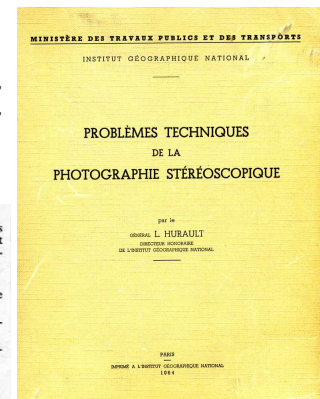 MINISTÈRE DES TRAVAUX PUBLICS ET DES TRANSPORTS
INSTITUT GÉOGRAPHIQUE NATIONAL
PROBLÈMES TECHNIQUES
DE LA
PHOTOGRAPHIE STÉRÉOSCOPIQUE
par le
GÉNÉRAL L. HURAULT
DIRECTEUR HONORAIRE
DE L'INSTITUT GÉOGRAPHIQUE NATIONAL
PARIS
IMPRIMÉ A L'INSTITUT GÉOGRAPHIQUE NATIONAL
1964